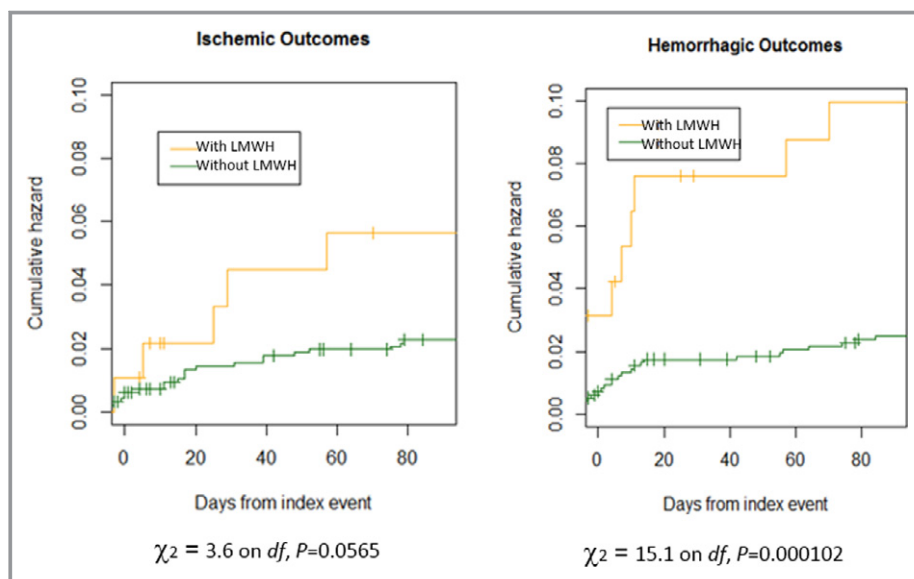 Ischemic Outcomes
Cumulative hazard
0.10
0.08
0.06
0.04
0.02
0.00
With LMWH
Without LMWH
0 20 40 60 80
Days from index event
χ2 = 3.6 on df, P=0.0565
Hemorrhagic Outcomes
Cumulative hazard
0.10
0.08
0.06
0.04
0.02
0.00
With LMWH
Without LMWH
0 20 40 60 80
Days from index event
χ2 = 15.1 on df, P=0.000102